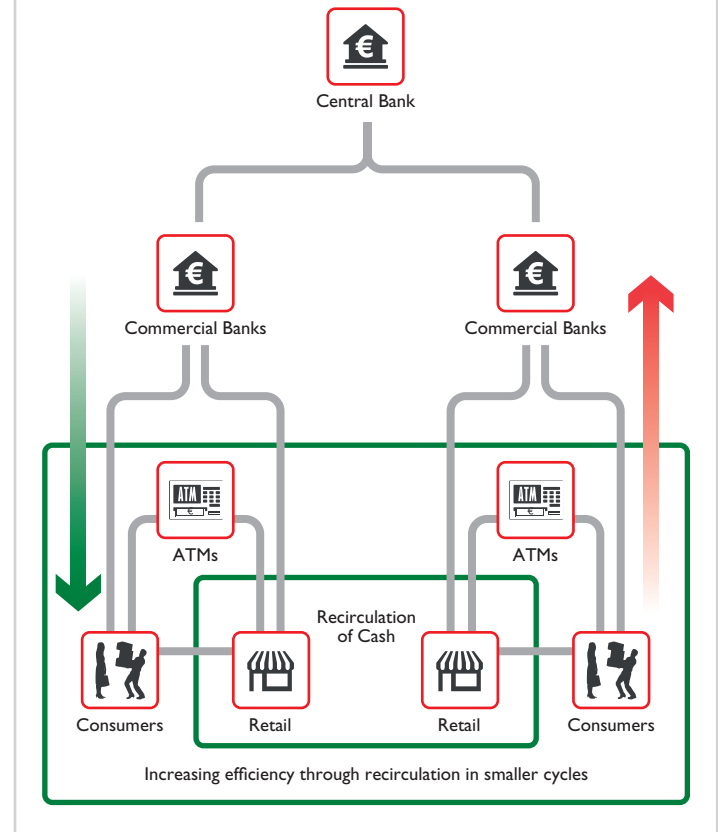 €
Central Bank
€
€
Commercial Banks
Commercial Banks
ATM
€
ATM
€
ATMs
ATMs
Recirculation
of Cash
Consumers
Retail
Retail
Consumers
Increasing efficiency through recirculation in smaller cycles